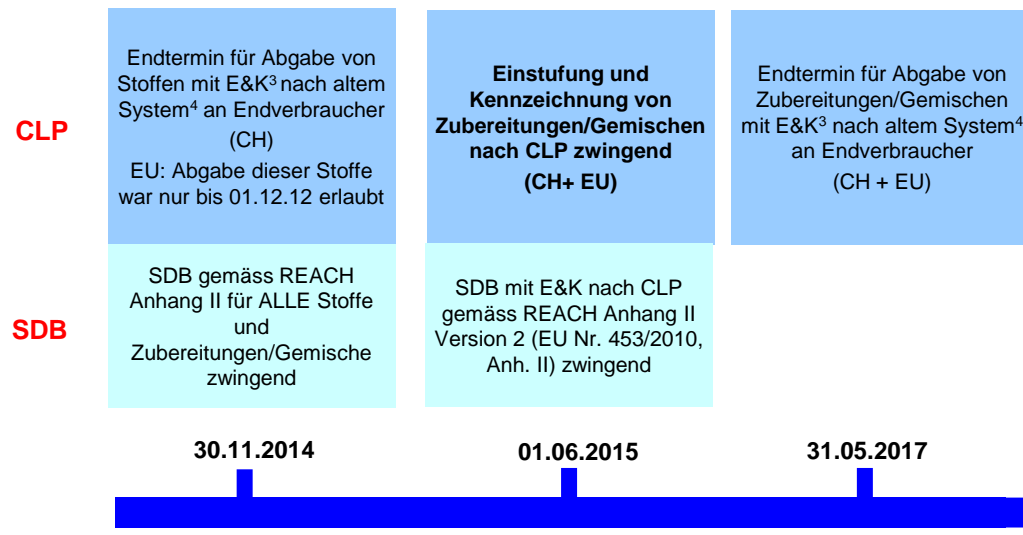 CLP
Endtermin für Abgabe von
Stoffen mit E&K³ nach altem
System⁴ an Endverbraucher
(CH)
EU: Abgabe dieser Stoffe
war nur bis 01.12.12 erlaubt
Einstufung und
Kennzeichnung von
Zubereitungen/Gemischen
nach CLP zwingend
(CH+ EU)
Endtermin für Abgabe von
Zubereitungen/Gemischen
mit E&K³ nach altem System⁴
an Endverbraucher
(CH + EU)
SDB
SDB gemäss REACH
Anhang II für ALLE Stoffe
und
Zubereitungen/Gemische
zwingend
SDB mit E&K nach CLP
gemäss REACH Anhang II
Version 2 (EU Nr. 453/2010,
Anh. II) zwingend
30.11.2014
01.06.2015
31.05.2017